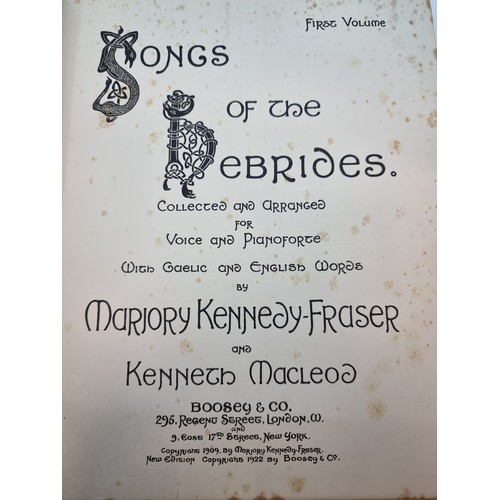 First Volume
Songs
of the
Hebrides.
Collected and Arranged
for
Voice and Pianoforte
With Gaelic and English Words
by
Marjory Kennedy-Fraser
and
Kenneth Macleod
Boosey & Co.
295, Regent Street, London, W.
and
9, East 17th Street, New York.
Copyright 1909, by Marjory Kennedy-Fraser.
New Edition Copyright 1922 by Boosey & Co.